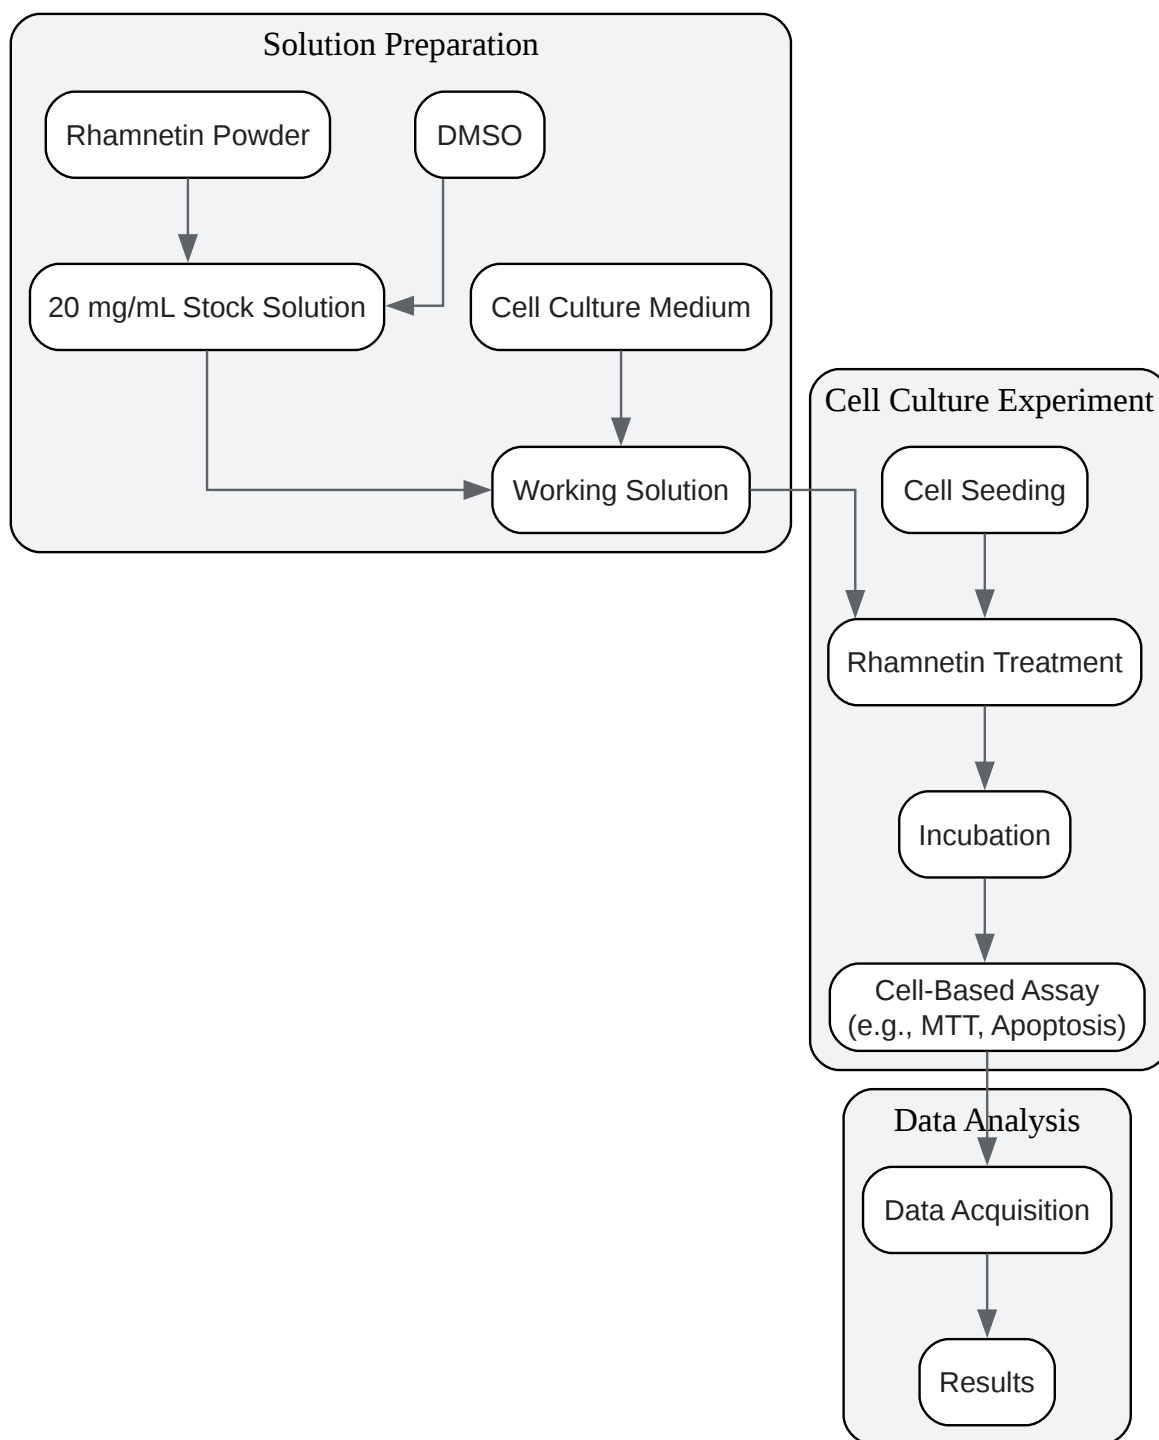 Solution Preparation
Rhamnetin Powder
DMSO
20 mg/mL Stock Solution
Cell Culture Medium
Working Solution
Cell Culture Experiment
Cell Seeding
Rhamnetin Treatment
Incubation
Cell-Based Assay
(e.g., MTT, Apoptosis)
Data Analysis
Data Acquisition
Results